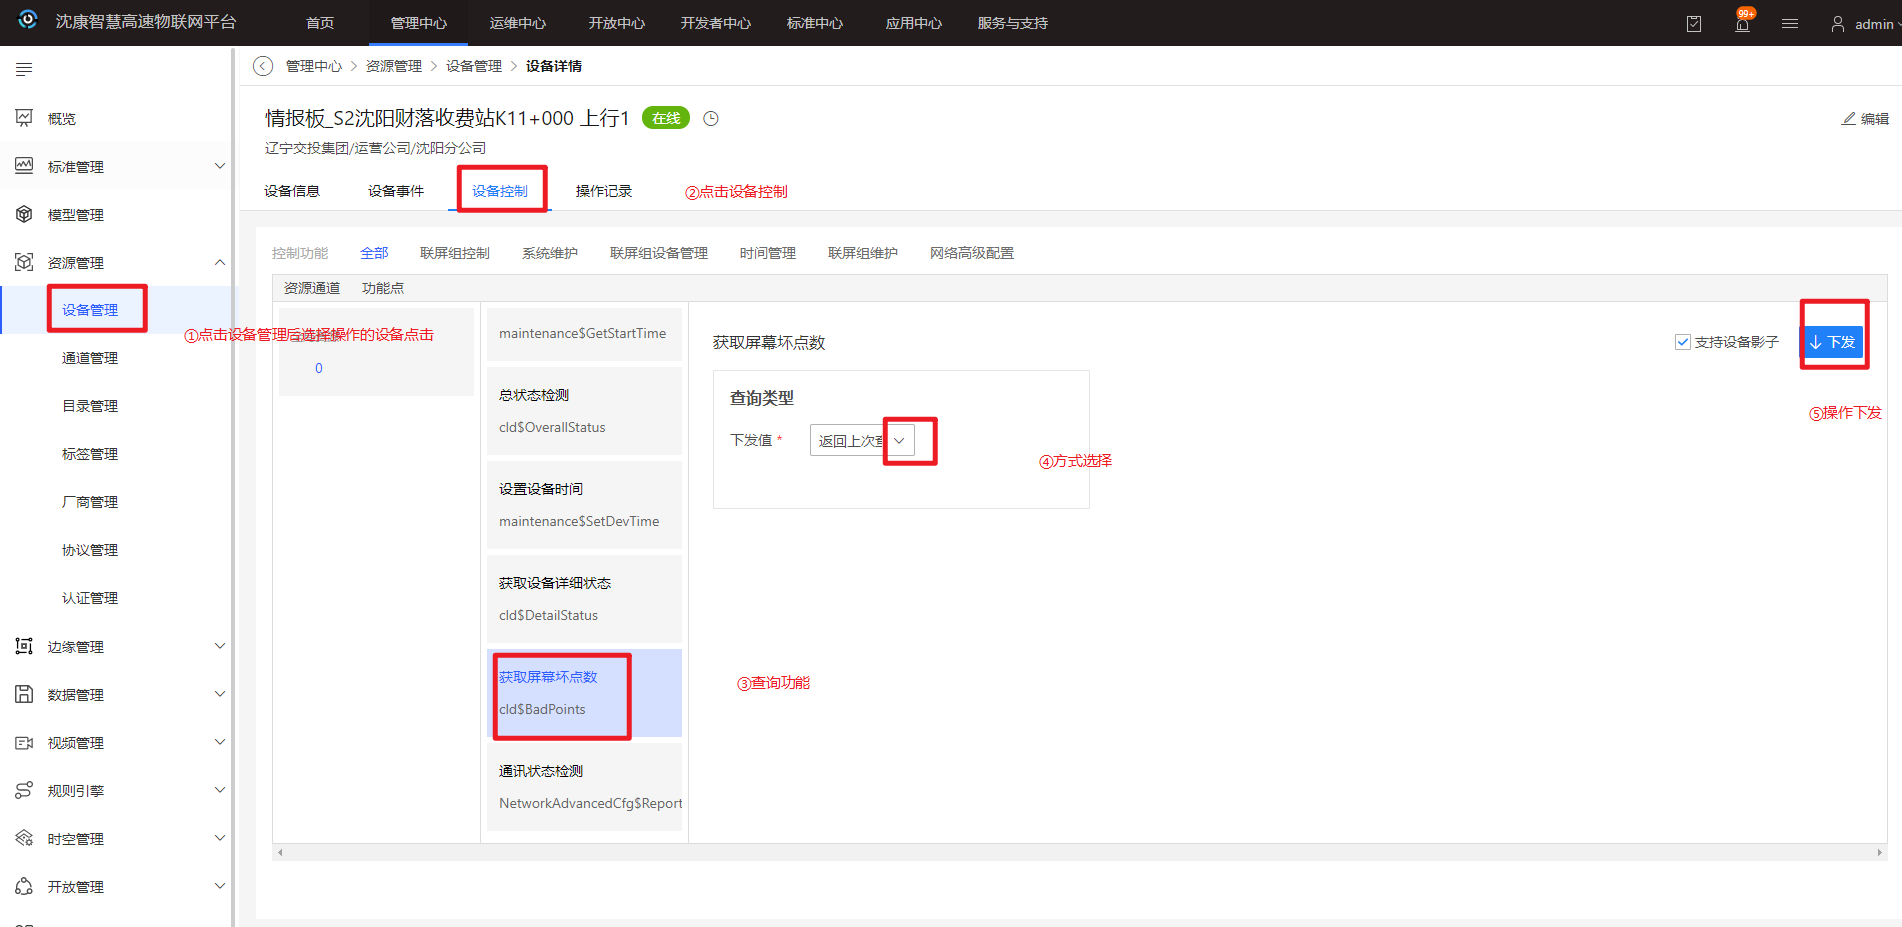 沈康智慧高速物联网平台
首页 管理中心 运维中心 开放中心 开发者中心 标准中心 应用中心 服务与支持
99+
admin
管理中心 > 资源管理 > 设备管理 > 设备详情
概览
标准管理
模型管理
资源管理
设备管理
通道管理
目录管理
标签管理
厂商管理
协议管理
认证管理
边缘管理
数据管理
视频管理
规则引擎
时空管理
开放管理
情报板_S2沈阳财落收费站K11+000 上行1 在线
编辑
辽宁交投集团/运营公司/沈阳分公司
设备信息 设备事件 设备控制 操作记录
②点击设备控制
控制功能 全部 联屏组控制 系统维护 联屏组设备管理 时间管理 联屏组维护 网络高级配置
资源通道 功能点
①点击设备管理后选择操作的设备点击
0
maintenance$GetStartTime
总状态检测
cld$OverallStatus
设置设备时间
maintenance$SetDevTime
获取设备详细状态
cld$DetailStatus
获取屏幕坏点数
cld$BadPoints
通讯状态检测
NetworkAdvancedCfg$Report
③查询功能
获取屏幕坏点数
支持设备影子
下发
查询类型
下发值 *
返回上次查
④方式选择
⑤操作下发